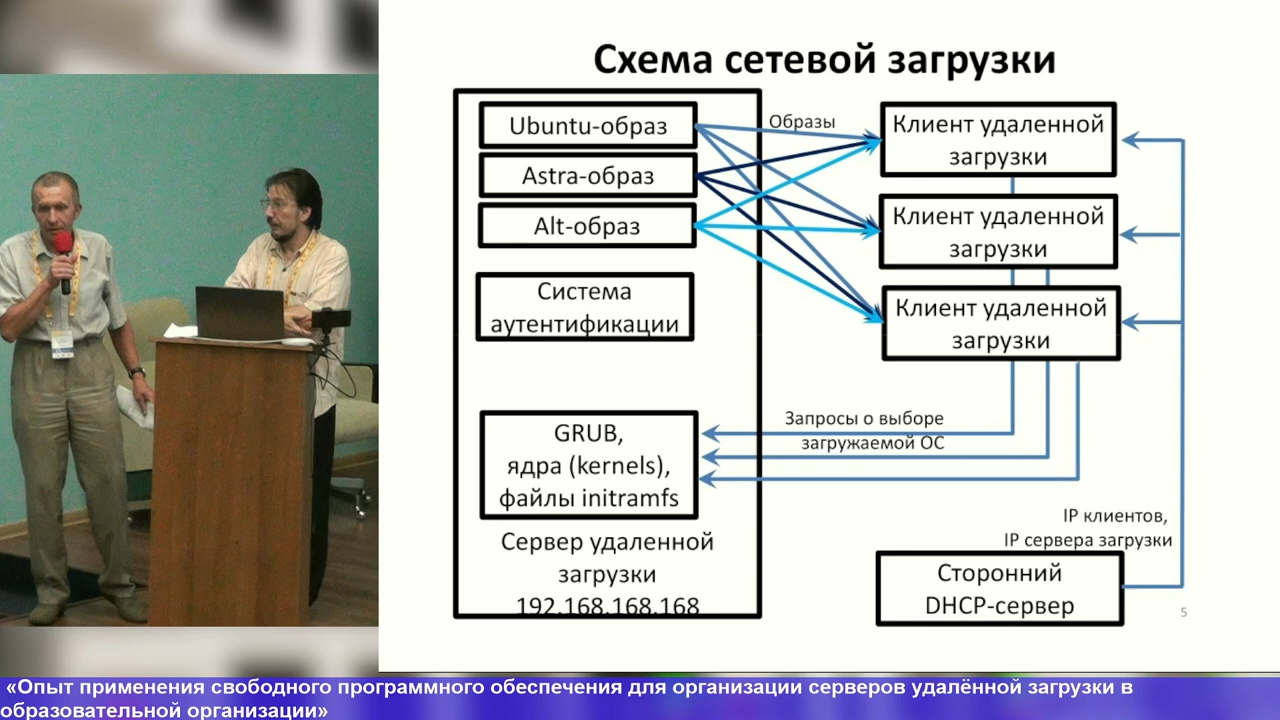 Схема сетевой загрузки
Ubuntu-образ
Astra-образ
Alt-образ
Образы
Клиент удаленной
загрузки
Клиент удаленной
загрузки
Клиент удаленной
загрузки
Система
аутентификации
Запросы о выборе
загружаемой ОС
GRUB,
ядра (kernels),
файлы initramfs
Сервер удаленной
загрузки
192.168.168.168
IP клиентов,
IP сервера загрузки
Сторонний
DHCP-сервер
5
«Опыт применения свободного программного обеспечения для организации серверов удалённой загрузки в
образовательной организации»